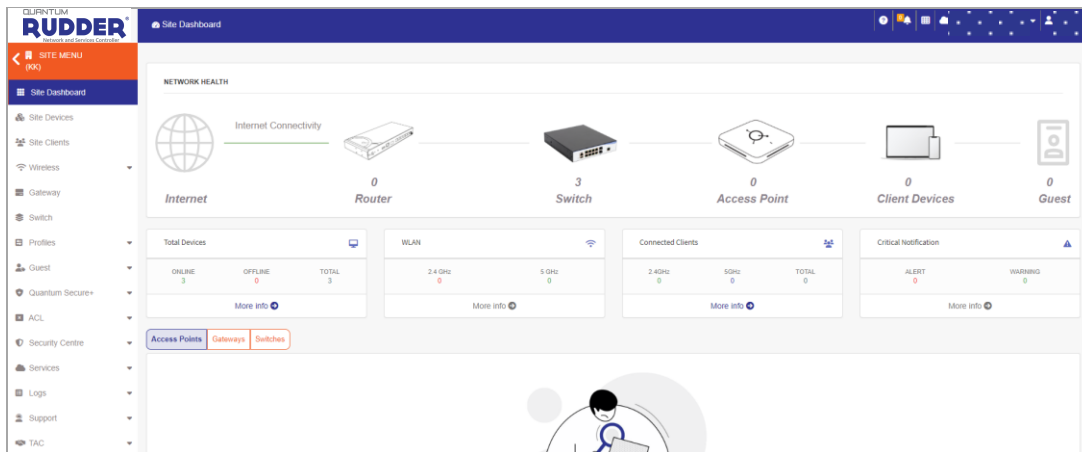 QUANTUM
RUDDER®
Network and Services Controller
Site Dashboard
SITE MENU
(KK)
Site Dashboard
Site Devices
Site Clients
Wireless
Gateway
Switch
Profiles
Guest
Quantum Secure+
ACL
Security Centre
Services
Logs
Support
TAC
NETWORK HEALTH
Internet Connectivity
0 3 0 0 0
Internet Router Switch Access Point Client Devices Guest
Total Devices
ONLINE OFFLINE TOTAL
3 0 3
More info
WLAN
2.4 GHz 5 GHz
0 0
More info
Connected Clients
2.4GHz 5GHz TOTAL
0 0 0
More info
Critical Notification
ALERT WARNING
0 0
More info
Access Points Gateways Switches